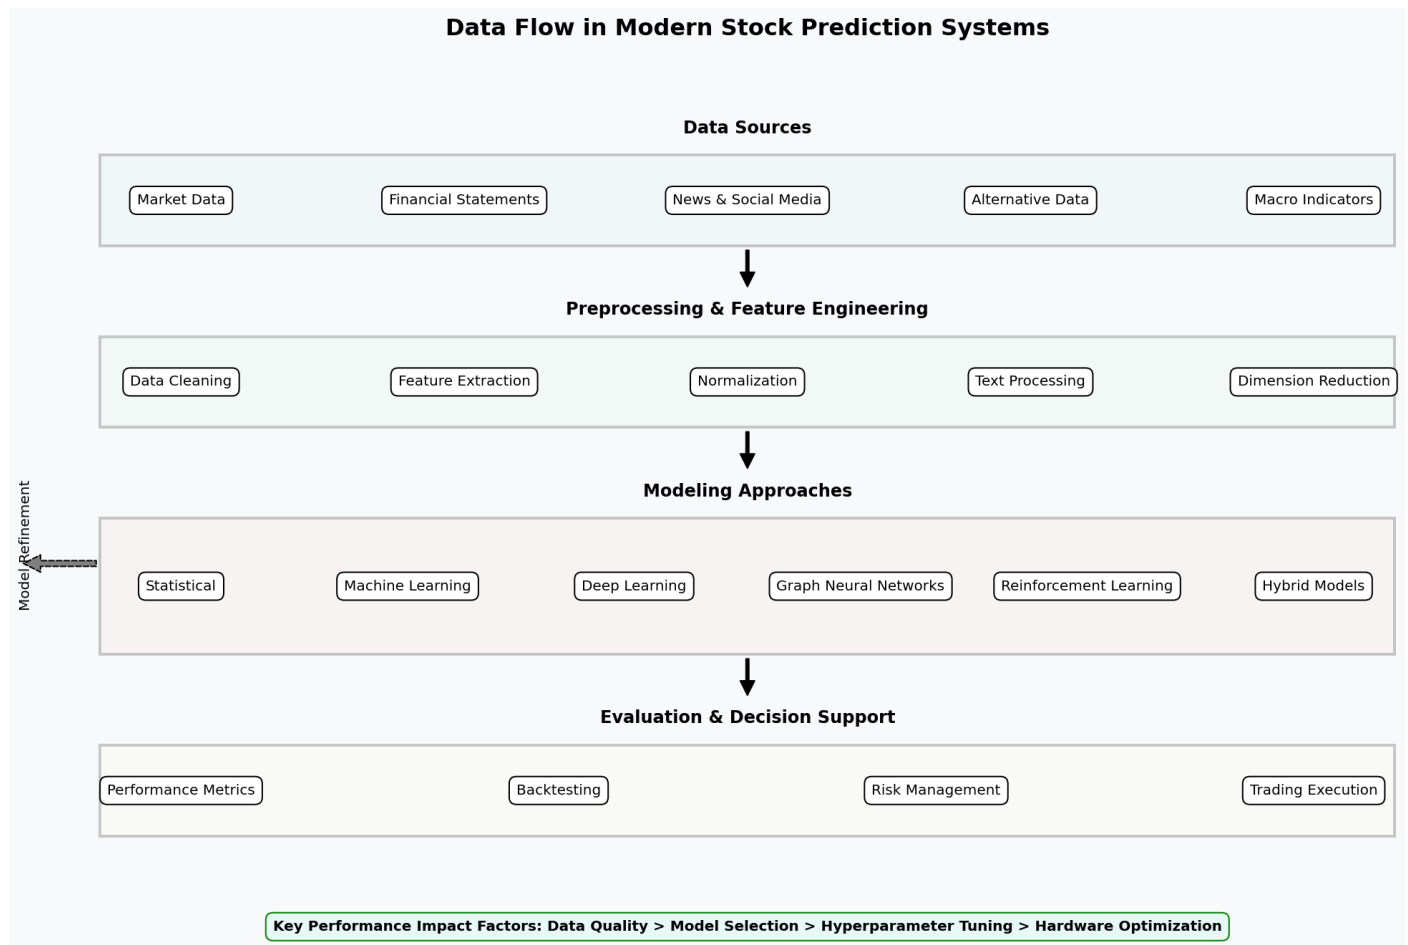 Data Flow in Modern Stock Prediction Systems
Data Sources
Market Data
Financial Statements
News & Social Media
Alternative Data
Macro Indicators
Preprocessing & Feature Engineering
Data Cleaning
Feature Extraction
Normalization
Text Processing
Dimension Reduction
Modeling Approaches
Model Refinement
Statistical
Machine Learning
Deep Learning
Graph Neural Networks
Reinforcement Learning
Hybrid Models
Evaluation & Decision Support
Performance Metrics
Backtesting
Risk Management
Trading Execution
Key Performance Impact Factors: Data Quality > Model Selection > Hyperparameter Tuning > Hardware Optimization